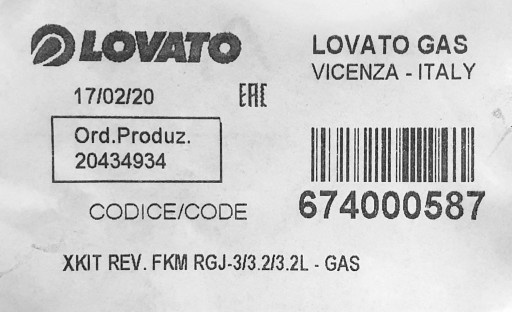 LOVATO
LOVATO GAS
VICENZA - ITALY
17/02/20
EAC
Ord.Produz.
20434934
CODICE/CODE
674000587
XKIT REV. FKM RGJ-3/3.2/3.2L - GAS